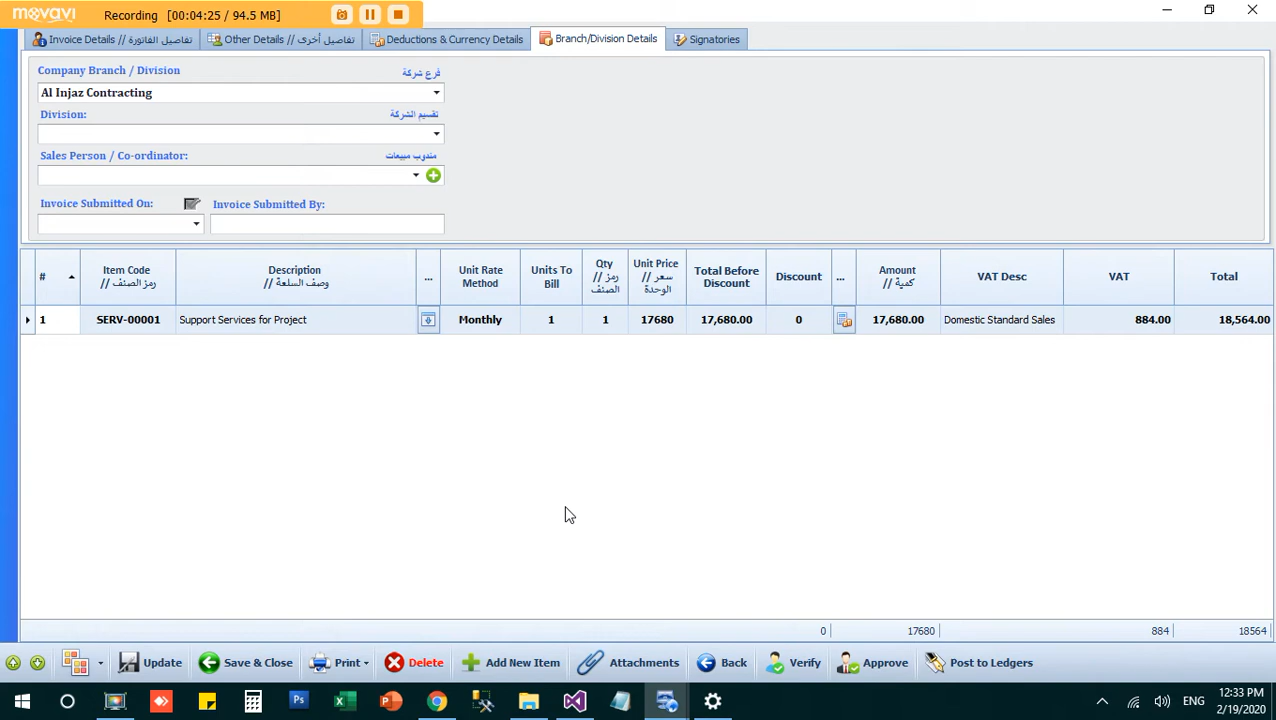 movavi Recording [00:04:25 / 94.5 MB]
Invoice Details // تفاصيل الفاتورة
Other Details // تفاصيل أخرى
Deductions & Currency Details
Branch/Division Details
Signatories
Company Branch / Division فرع شركة
Al Injaz Contracting
Division: تقسيم الشركة
Sales Person / Co-ordinator: مندوب مبيعات
Invoice Submitted On: Invoice Submitted By:
# Item Code // رمز الصنف Description // وصف السلعة ... Unit Rate Method Units To Bill Qty // رمز الصنف Unit Price // سعر الوحدة Total Before Discount Discount ... Amount // كمية VAT Desc VAT Total
1 SERV-00001 Support Services for Project Monthly 1 1 17680 17,680.00 0 17,680.00 Domestic Standard Sales 884.00 18,564.00
0 17680 884 18564
Update Save & Close Print Delete Add New Item Attachments Back Verify Approve Post to Ledgers
Ps ENG 12:33 PM
2/19/2020